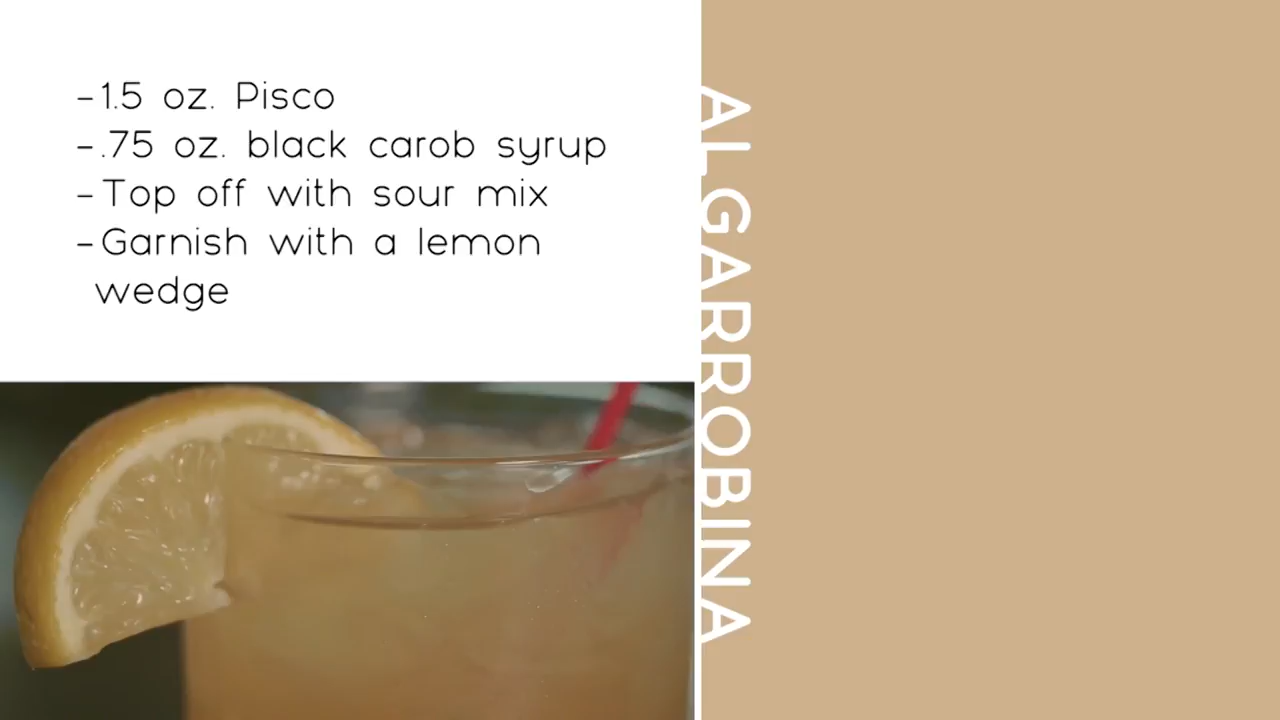 -1.5 oz. Pisco
-.75 oz. black carob syrup
-Top off with sour mix
-Garnish with a lemon
wedge
ALGARROBINA